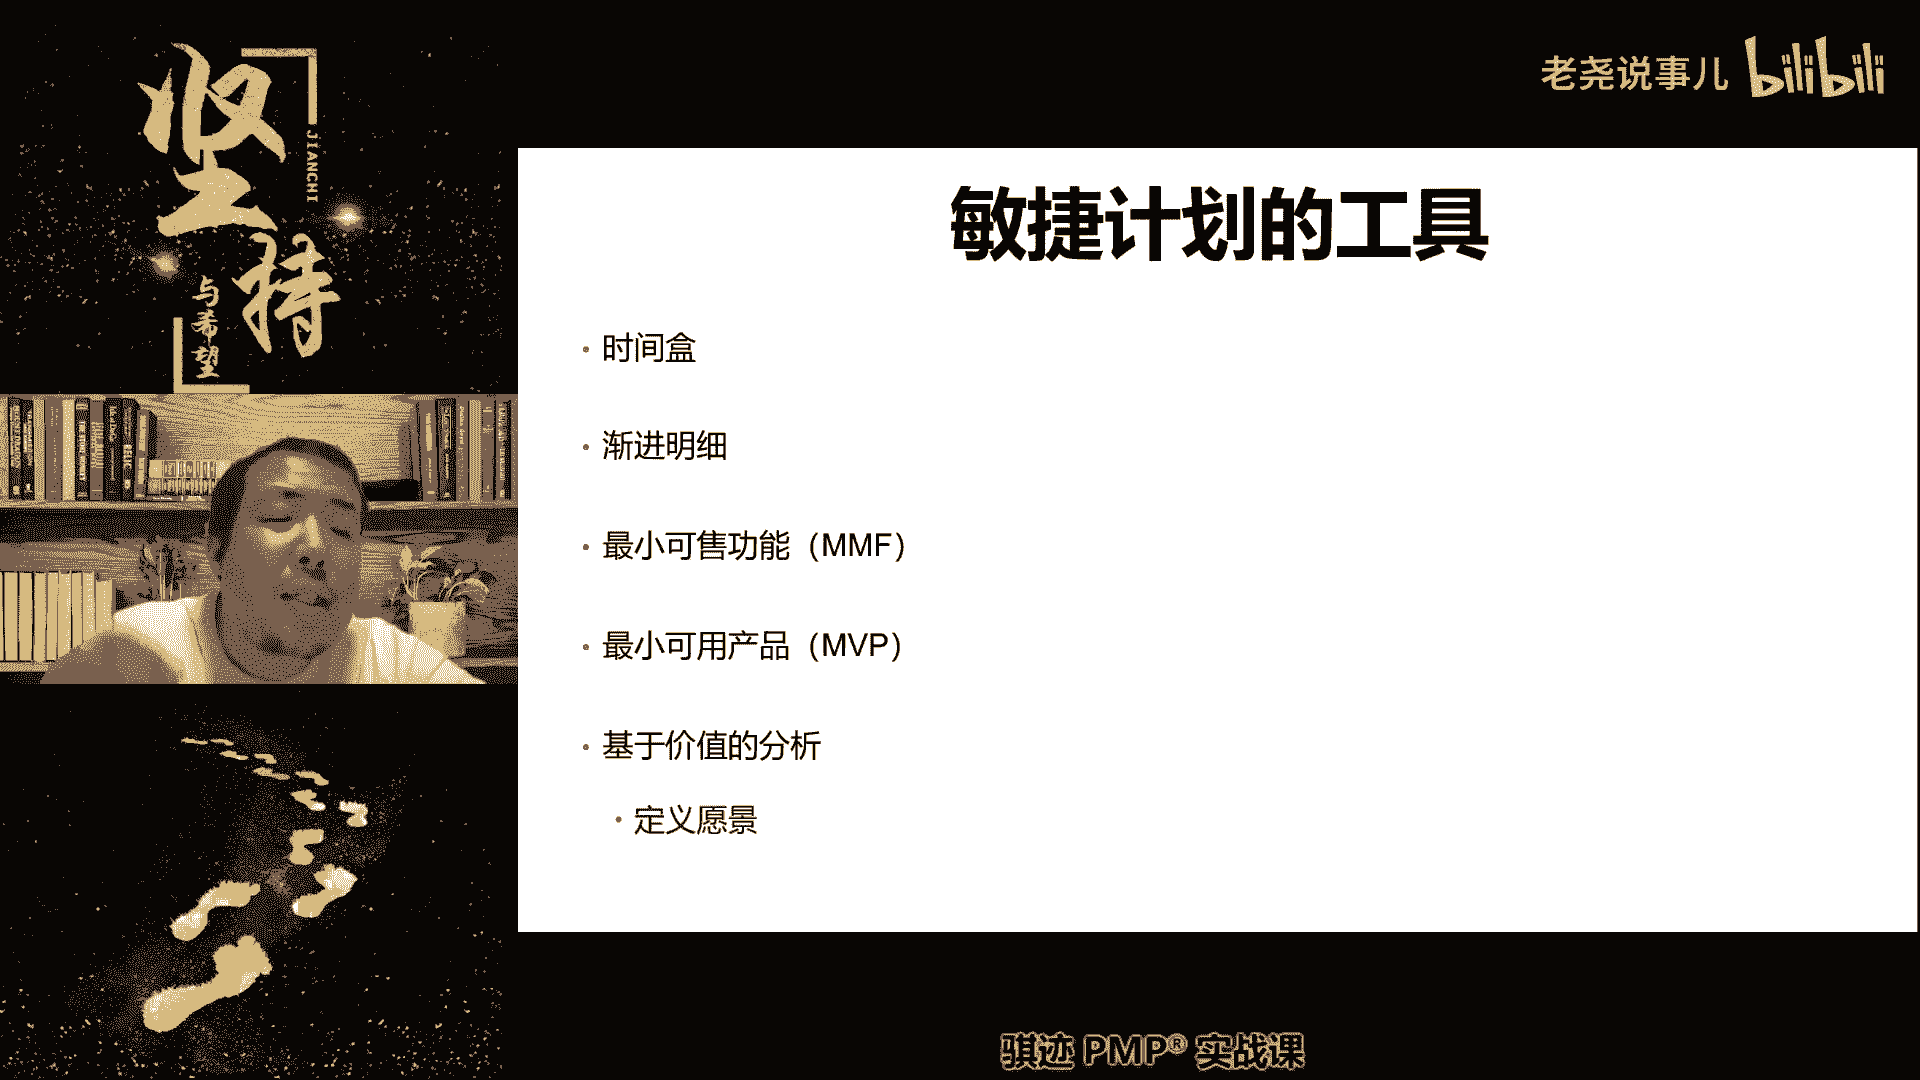 坚持
JIANCHI
与希望
老尧说事儿 bilibili
敏捷计划的工具
· 时间盒
· 渐进明细
· 最小可售功能（MMF）
· 最小可用产品（MVP）
· 基于价值的分析
· 定义愿景
骐迹 PMP® 实战课